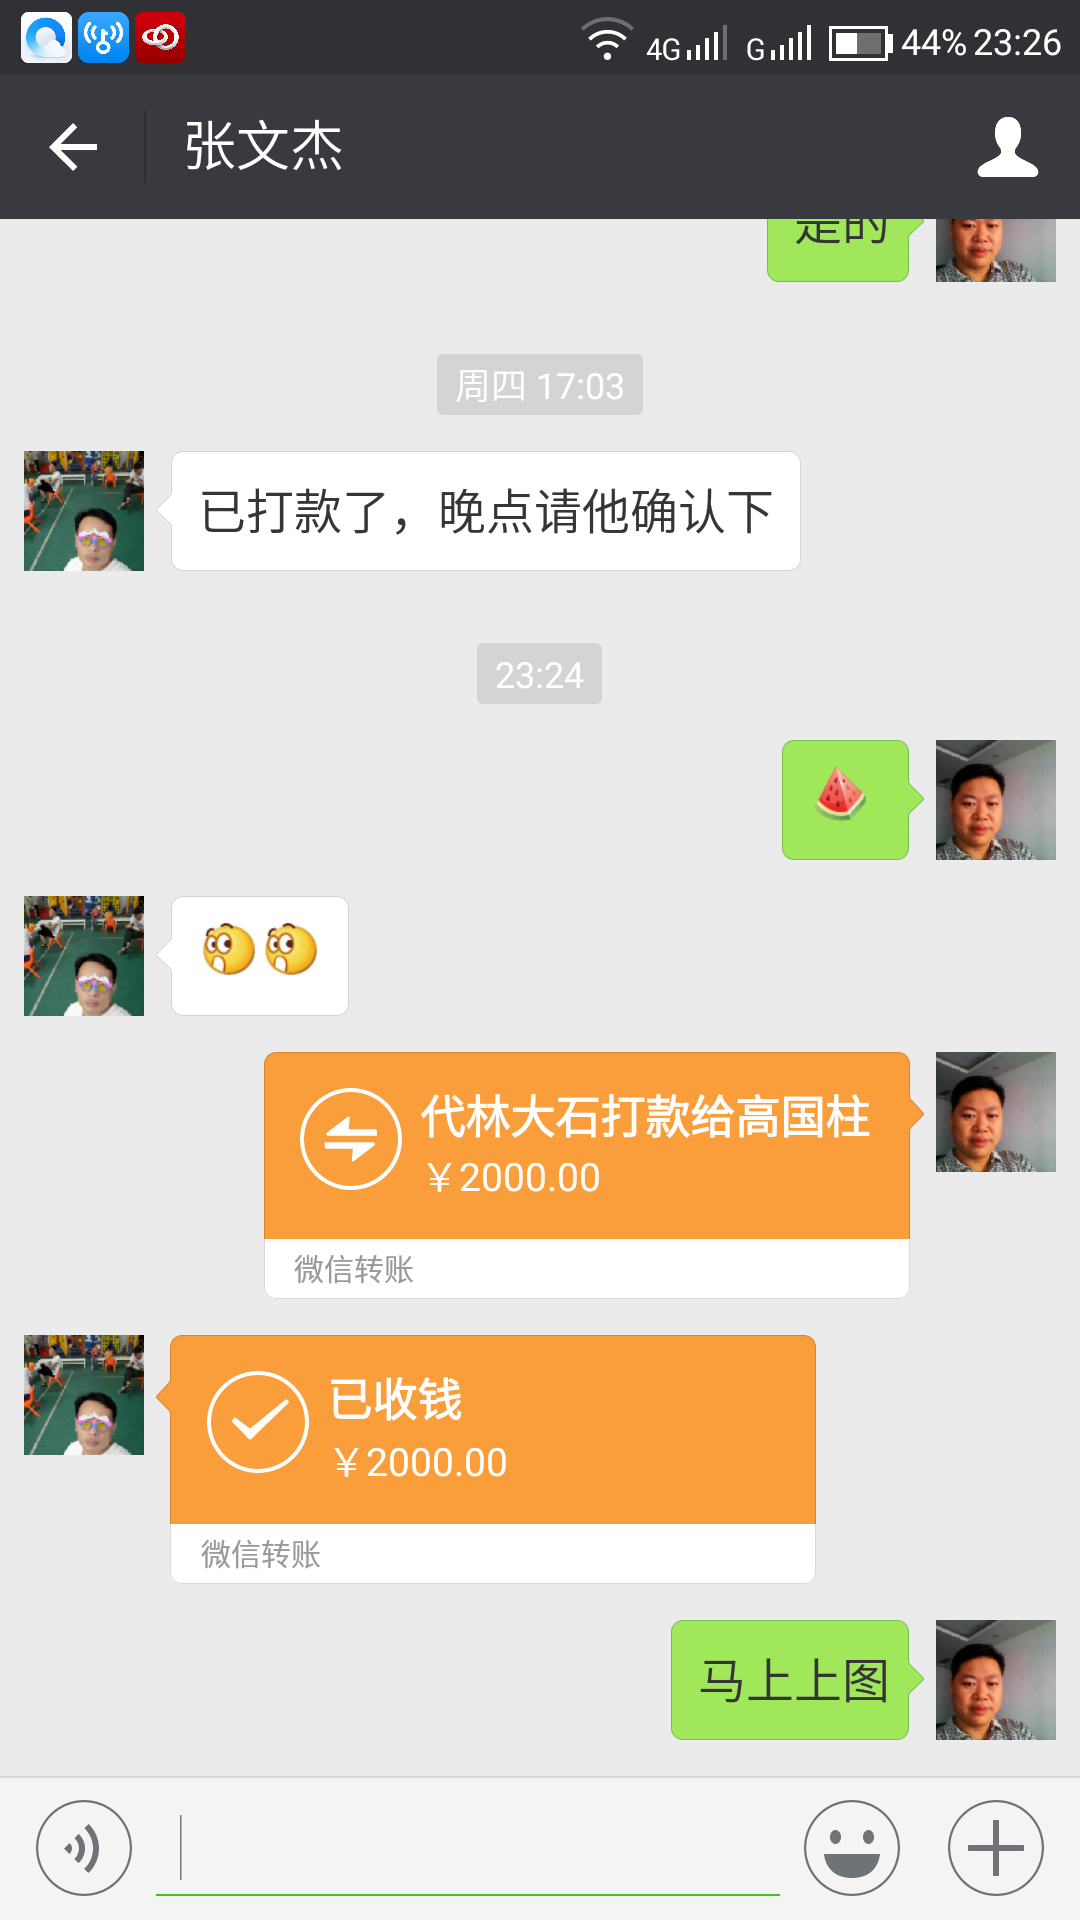 4G G 44% 23:26
张文杰
是的
周四 17:03
已打款了，晚点请他确认下
23:24
代林大石打款给高国柱
￥2000.00
微信转账
已收钱
￥2000.00
微信转账
马上上图